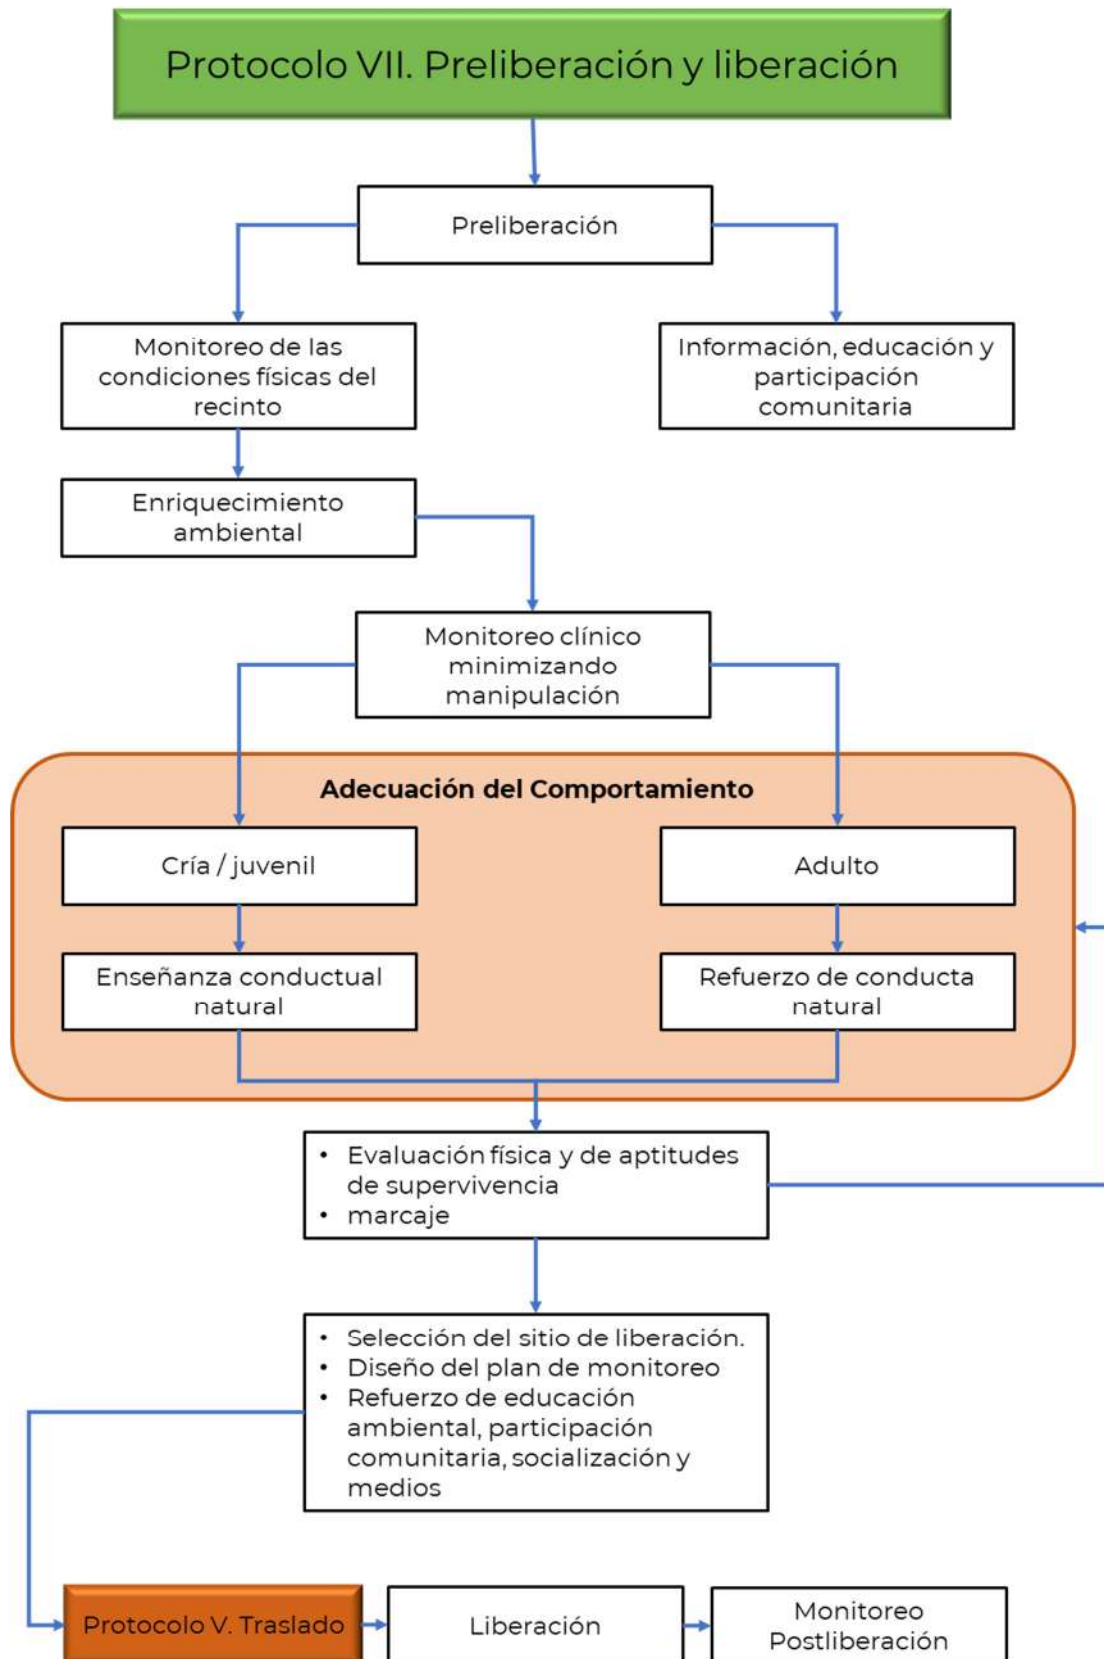 Protocolo VII. Preliberación y liberación
Preliberación
Monitoreo de las
condiciones físicas del
recinto
Información, educación y
participación
comunitaria
Enriquecimiento
ambiental
Monitoreo clínico
minimizando
manipulación
Adecuación del Comportamiento
Cría / juvenil
Adulto
Enseñanza conductual
natural
Refuerzo de conducta
natural
• Evaluación física y de aptitudes
de supervivencia
• marcaje
• Selección del sitio de liberación.
• Diseño del plan de monitoreo
• Refuerzo de educación
ambiental, participación
comunitaria, socialización y
medios
Protocolo V. Traslado
Liberación
Monitoreo
Postliberación